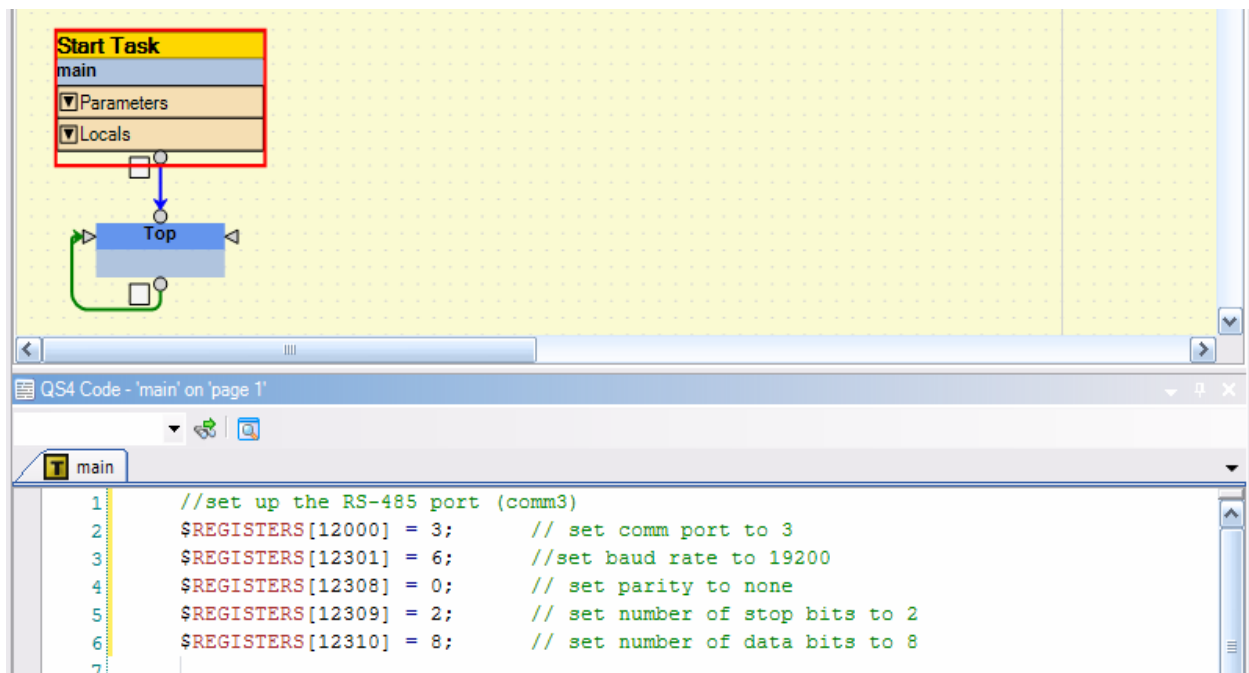 Start Task
main
Parameters
Locals
Top
QS4 Code - 'main' on 'page 1'
T main
1 //set up the RS-485 port (comm3)
2 $REGISTERS[12000] = 3; // set comm port to 3
3 $REGISTERS[12301] = 6; //set baud rate to 19200
4 $REGISTERS[12308] = 0; // set parity to none
5 $REGISTERS[12309] = 2; // set number of stop bits to 2
6 $REGISTERS[12310] = 8; // set number of data bits to 8
7